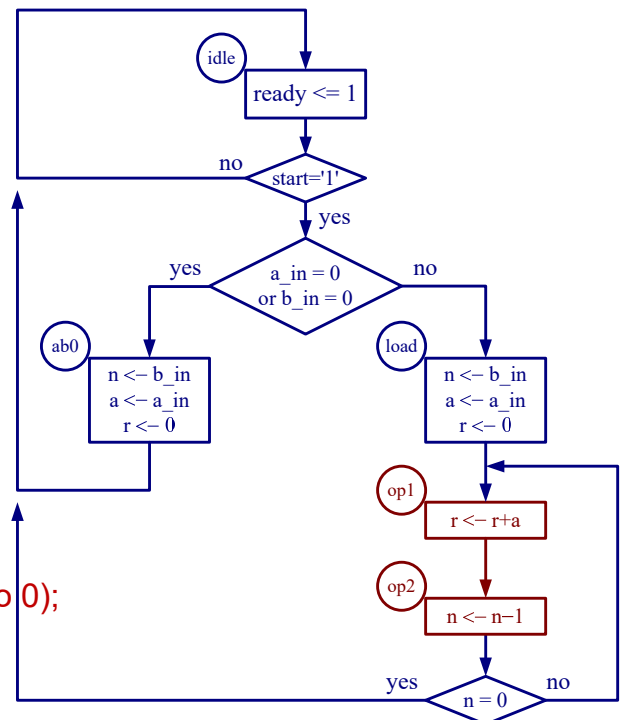 idle
ready <= 1
no
start='1'
yes
yes
a_in = 0
or b_in = 0
no
ab0
n <− b_in
a <− a_in
r <− 0
load
n <− b_in
a <− a_in
r <− 0
op1
r <− r+a
op2
n <− n−1
0);
yes
n = 0
no